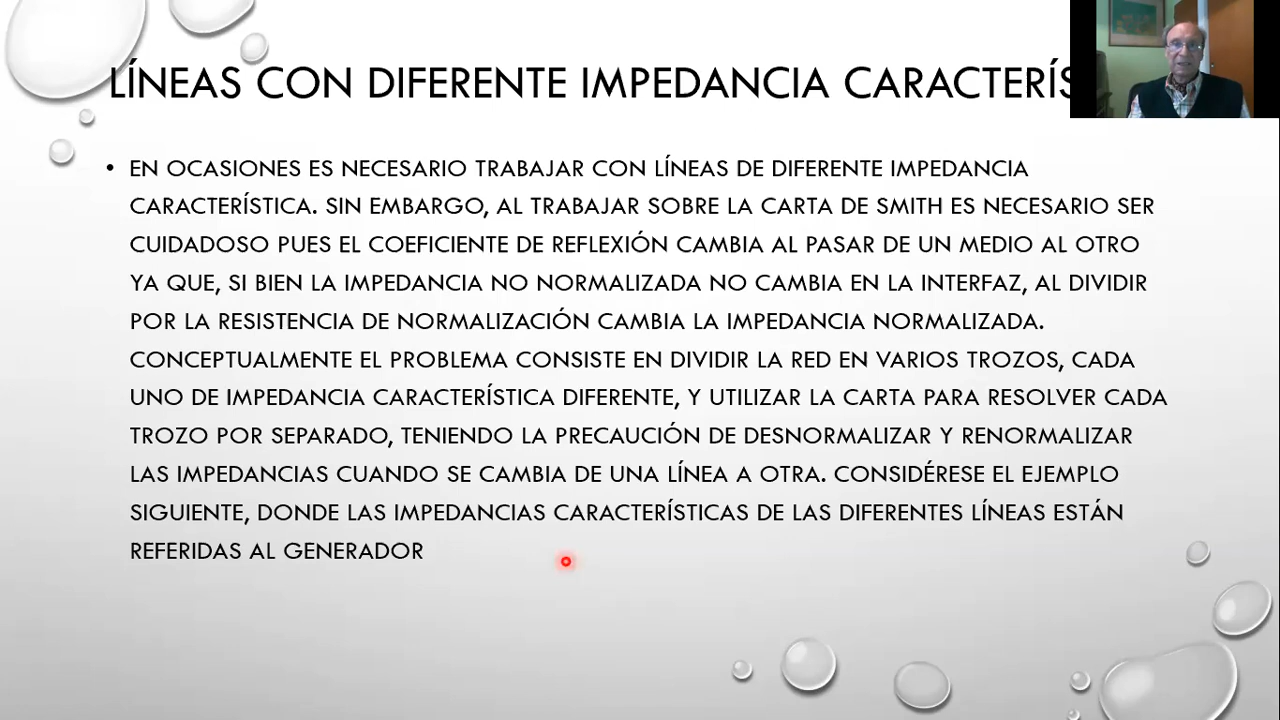 LÍNEAS CON DIFERENTE IMPEDANCIA
• EN OCASIONES ES NECESARIO TRABAJAR CON LÍNEAS DE DIFERENTE IMPEDANCIA
CARACTERÍSTICA. SIN EMBARGO, AL TRABAJAR SOBRE LA CARTA DE SMITH ES NECESARIO SER
CUIDADOSO PUES EL COEFICIENTE DE REFLEXIÓN CAMBIA AL PASAR DE UN MEDIO AL OTRO
YA QUE, SI BIEN LA IMPEDANCIA NO NORMALIZADA NO CAMBIA EN LA INTERFAZ, AL DIVIDIR
POR LA RESISTENCIA DE NORMALIZACIÓN CAMBIA LA IMPEDANCIA NORMALIZADA.
CONCEPTUALMENTE EL PROBLEMA CONSISTE EN DIVIDIR LA RED EN VARIOS TROZOS, CADA
UNO DE IMPEDANCIA CARACTERÍSTICA DIFERENTE, Y UTILIZAR LA CARTA PARA RESOLVER CADA
TROZO POR SEPARADO, TENIENDO LA PRECAUCIÓN DE DESNORMALIZAR Y RENORMALIZAR
LAS IMPEDANCIAS CUANDO SE CAMBIA DE UNA LÍNEA A OTRA. CONSIDÉRESE EL EJEMPLO
SIGUIENTE, DONDE LAS IMPEDANCIAS CARACTERÍSTICAS DE LAS DIFERENTES LÍNEAS ESTÁN
REFERIDAS AL GENERADOR